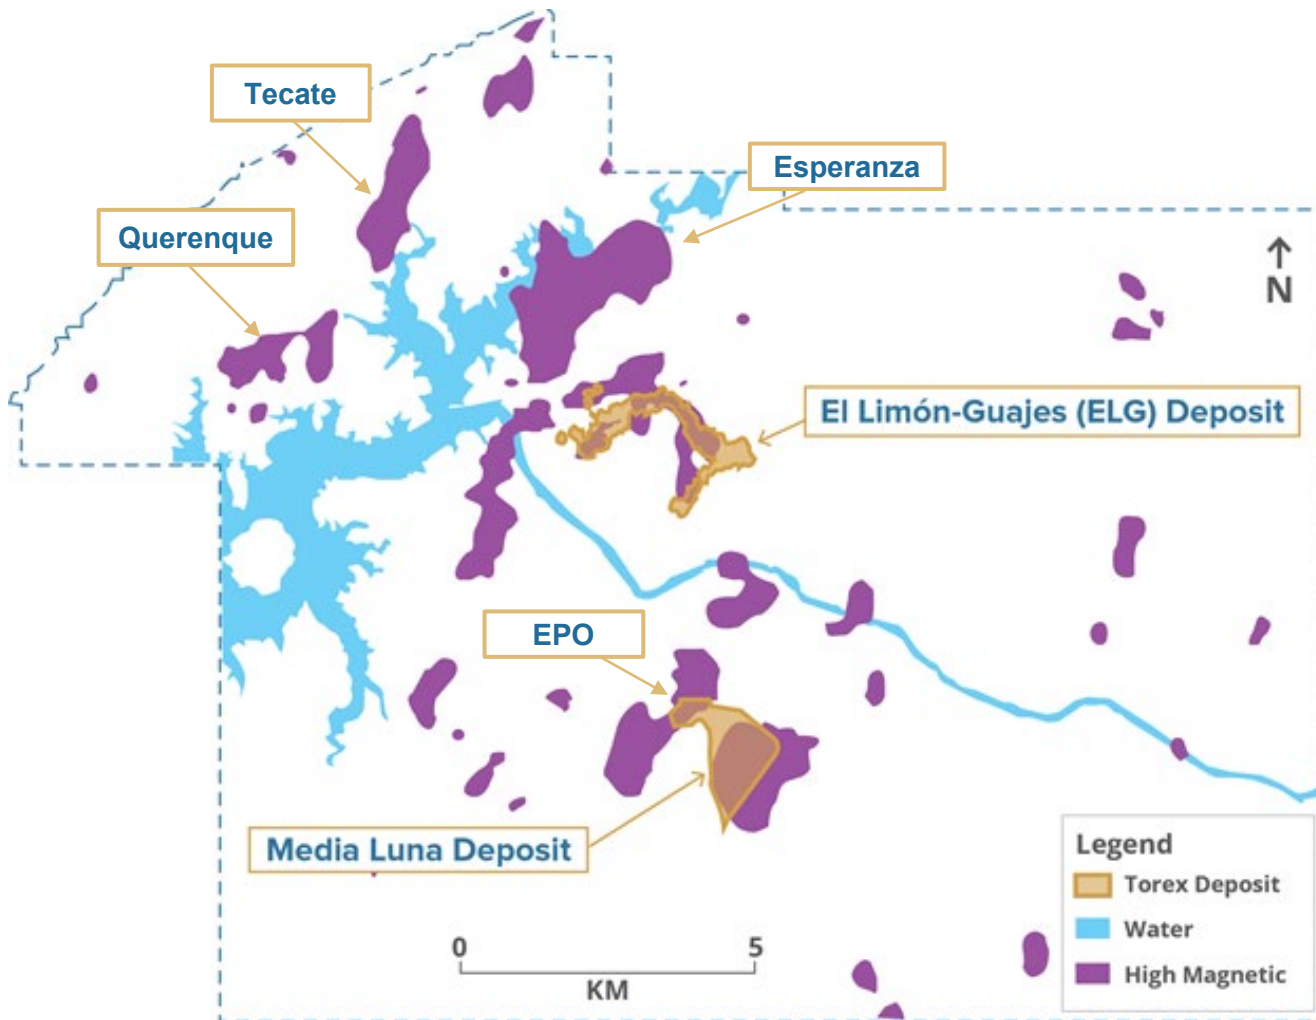 Tecate
Esperanza
Querenque
N
El Limón-Guajes (ELG) Deposit
EPO
Media Luna Deposit
0 5
KM
Legend
Torex Deposit
Water
High Magnetic